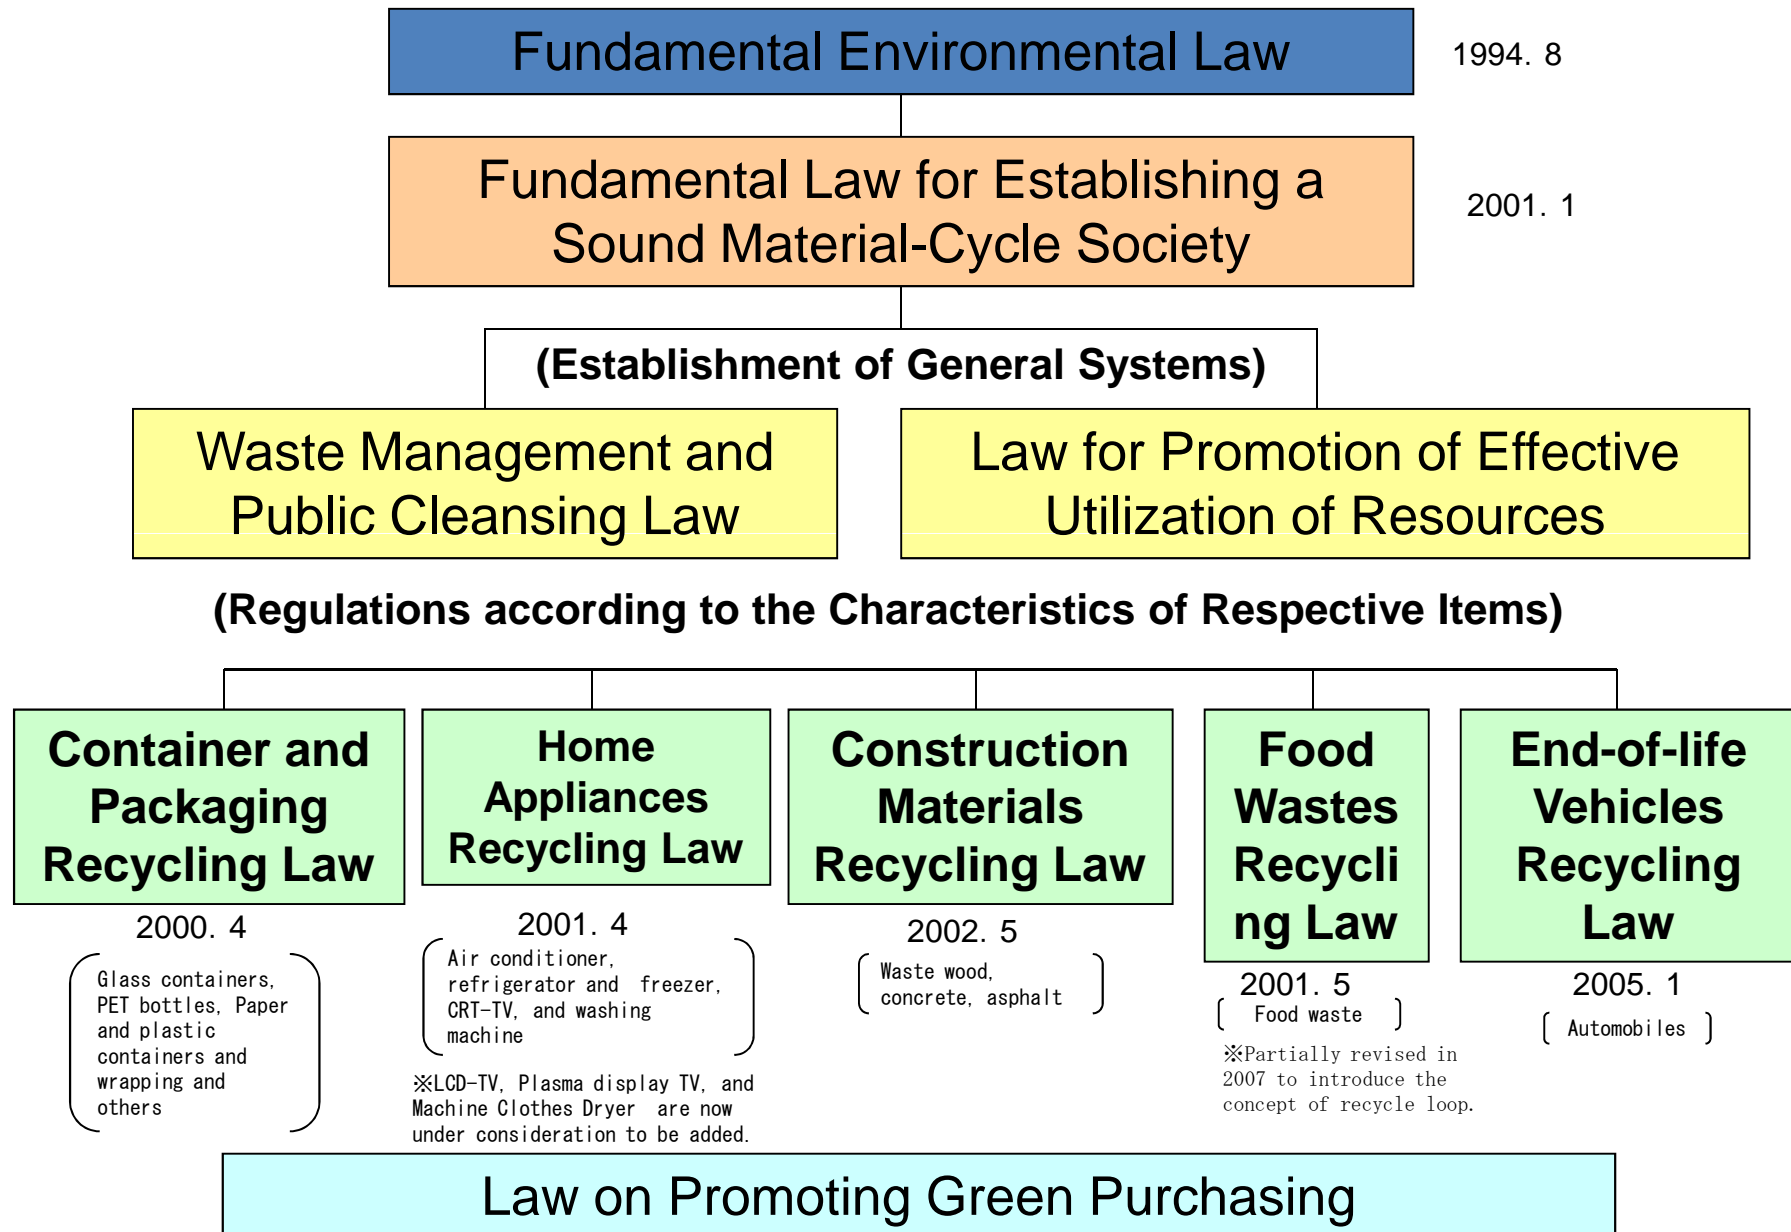 Fundamental Environmental Law
1994. 8
Fundamental Law for Establishing a
Sound Material-Cycle Society
2001. 1
(Establishment of General Systems)
Waste Management and
Public Cleansing Law
Law for Promotion of Effective
Utilization of Resources
(Regulations according to the Characteristics of Respective Items)
Container and
Packaging
Recycling Law
2000. 4
Glass containers,
PET bottles, Paper
and plastic
containers and
wrapping and
others
Home
Appliances
Recycling Law
2001. 4
Air conditioner,
refrigerator and freezer,
CRT-TV, and washing
machine
※LCD-TV, Plasma display TV, and
Machine Clothes Dryer are now
under consideration to be added.
Construction
Materials
Recycling Law
2002. 5
Waste wood,
concrete, asphalt
Food
Wastes
Recycli
ng Law
2001. 5
Food waste
※Partially revised in
2007 to introduce the
concept of recycle loop.
End-of-life
Vehicles
Recycling
Law
2005. 1
Automobiles
Law on Promoting Green Purchasing